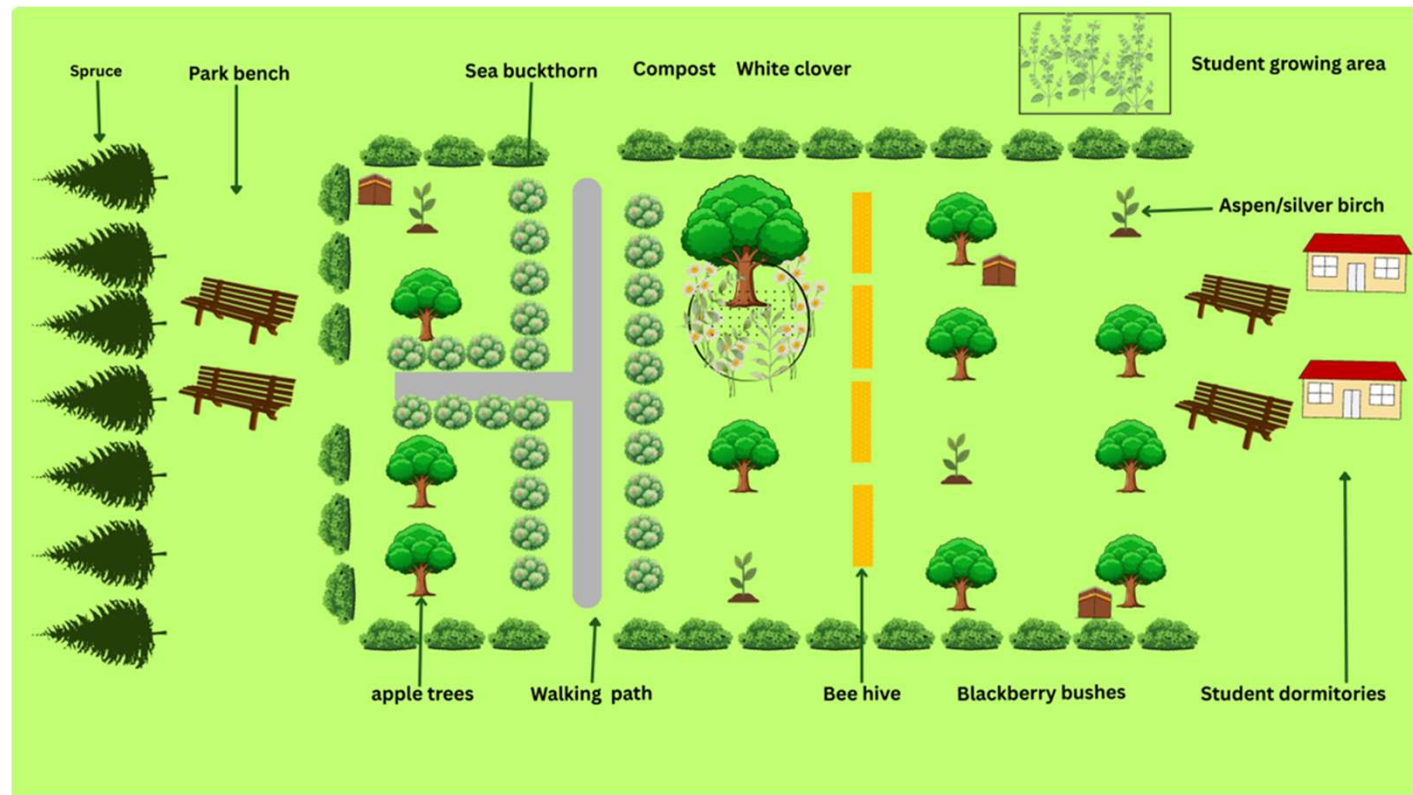 Spruce
Park bench
Sea buckthorn
Compost
White clover
Student growing area
Aspen/silver birch
apple trees
Walking path
Bee hive
Blackberry bushes
Student dormitories